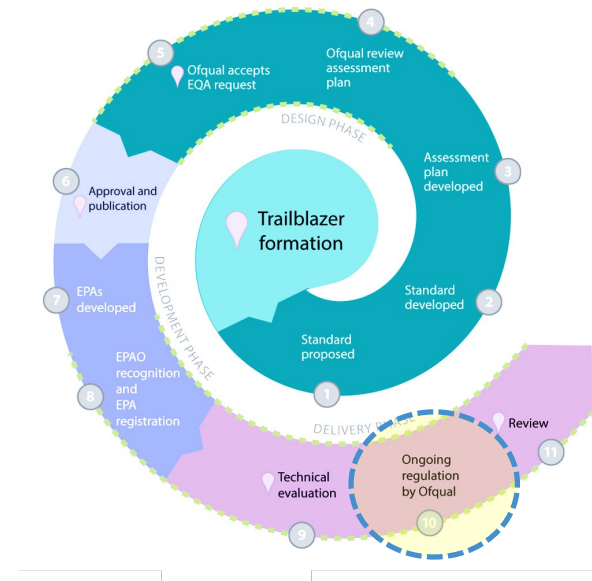 Trailblazer
formation
DESIGN PHASE
1
Standard
proposed
2
Standard
developed
3
Assessment
plan
developed
4
Ofqual review
assessment
plan
5
Ofqual accepts
EQA request
DEVELOPMENT PHASE
6
Approval and
publication
7
EPAs
developed
8
EPAO
recognition
and
EPA
registration
DELIVERY PHASE
9
Technical
evaluation
10
Ongoing
regulation
by Ofqual
11
Review